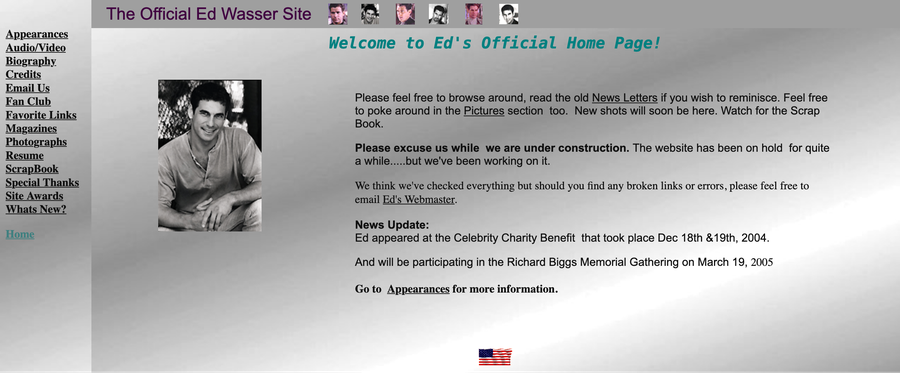 The Official Ed Wasser Site
Appearances
Audio/Video
Biography
Credits
Email Us
Fan Club
Favorite Links
Magazines
Photographs
Resume
ScrapBook
Special Thanks
Site Awards
Whats New?
Home
Welcome to Ed's Official Home Page!
Please feel free to browse around, read the old News Letters if you wish to reminisce. Feel free
to poke around in the Pictures section  too.  New shots will soon be here. Watch for the Scrap
Book.
Please excuse us while  we are under construction. The website has been on hold  for quite
a while.....but we've been working on it.
We think we've checked everything but should you find any broken links or errors, please feel free to
email Ed's Webmaster.
News Update:
Ed appeared at the Celebrity Charity Benefit  that took place Dec 18th &19th, 2004.
And will be participating in the Richard Biggs Memorial Gathering on March 19, 2005
Go to  Appearances for more information.